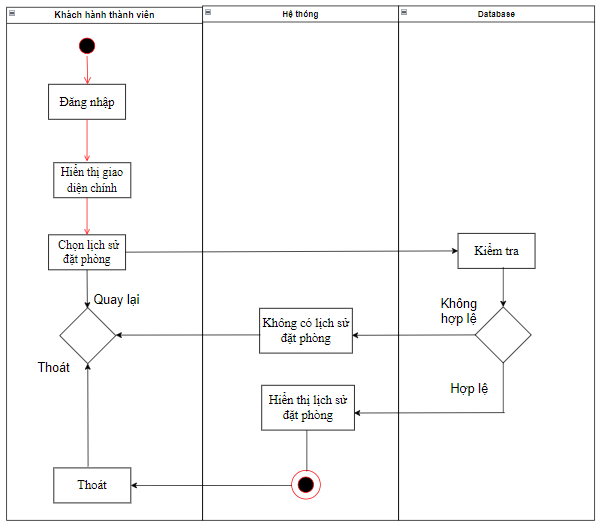 Khách hành thành viên
Hệ thóng
Database
Đăng nhập
Hiển thị giao
diện chính
Chọn lịch sử
đặt phòng
Kiểm tra
Quay lại
Không
hợp lệ
Không có lịch sử
đặt phòng
Thoát
Hợp lệ
Hiển thị lịch sử
đặt phòng
Thoát